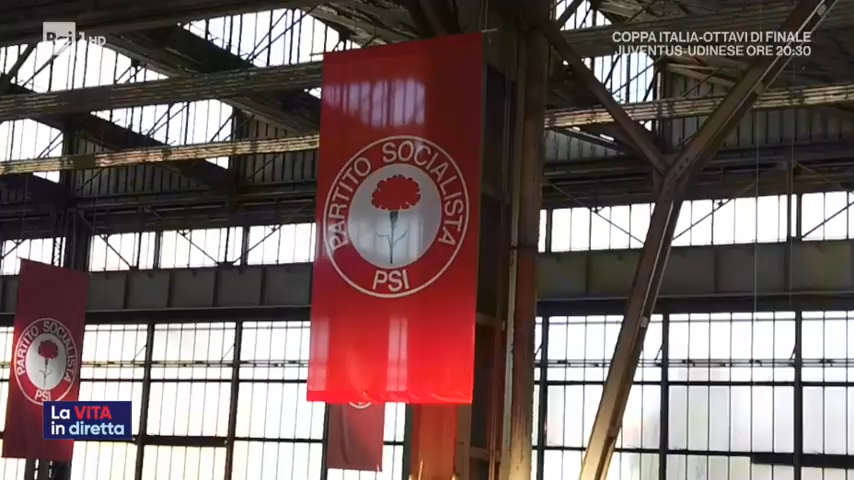 Rai 1 HD
COPPA ITALIA-OTTAVI DI FINALE
JUVENTUS-UDINESE ORE 20:30
PARTITO SOCIALISTA
PSI
PARTITO SOCIALISTA
PSI
La VITA
in diretta